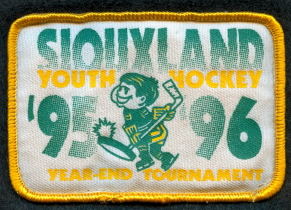 SIOUXLAND
YOUTH HOCKEY
'95 '96
YEAR-END TOURNAMENT